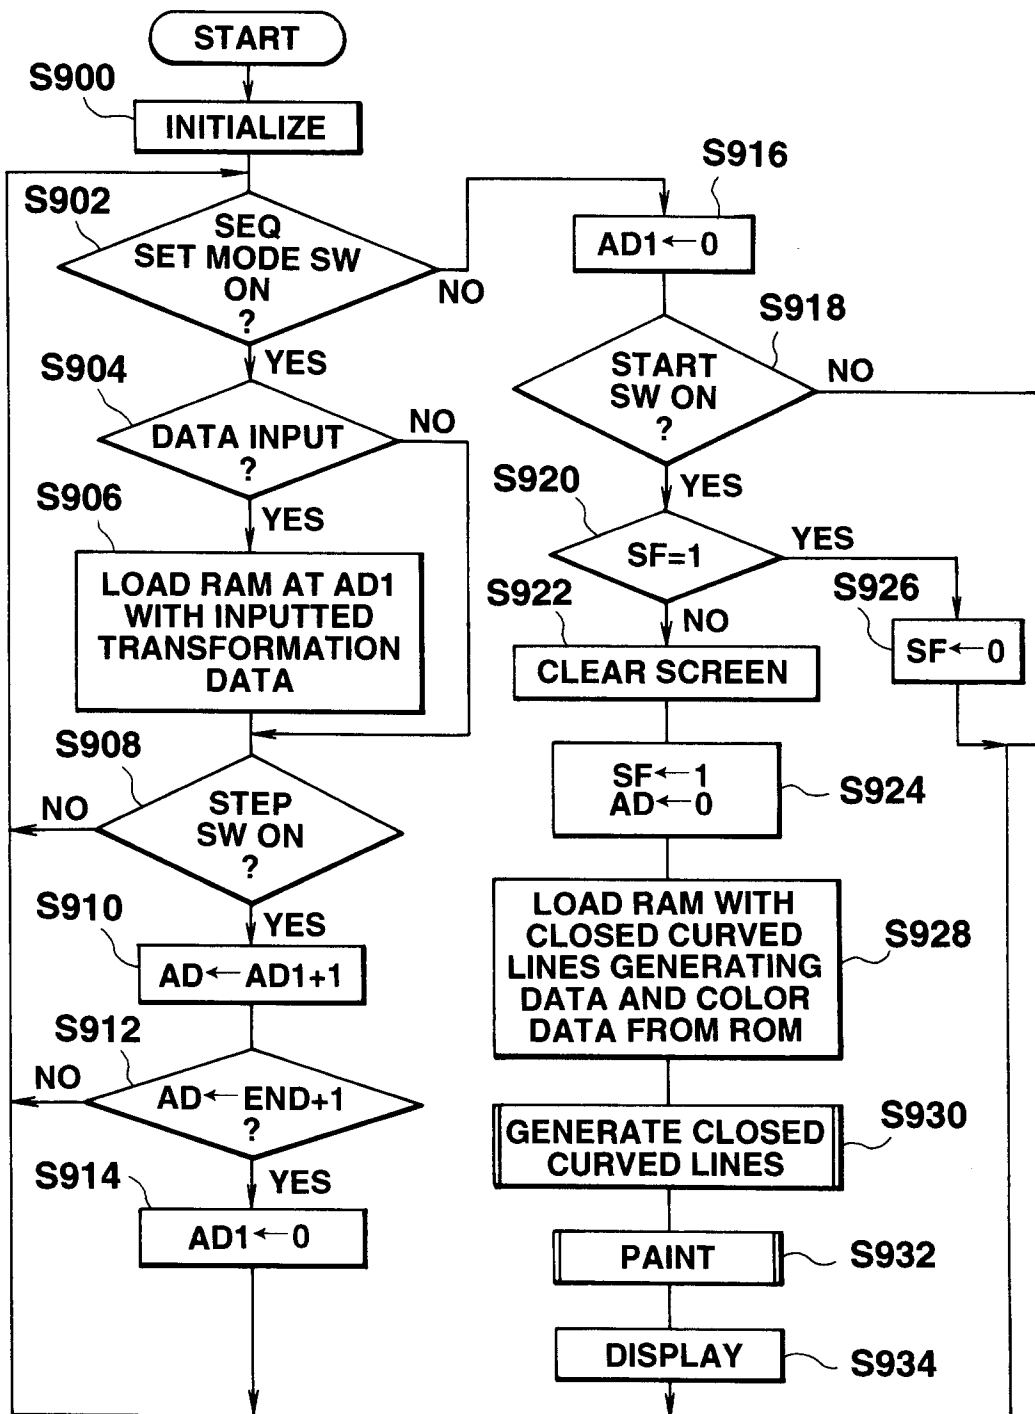 START
S900
INITIALIZE
S902
SEQ
SET MODE SW
ON
?
NO
YES
S904
DATA INPUT
?
NO
YES
S906
LOAD RAM AT AD1
WITH INPUTTED
TRANSFORMATION
DATA
S908
STEP
SW ON
?
NO
YES
S910
AD←AD1+1
S912
AD←END+1
?
NO
YES
S914
AD1←0
S916
AD1←0
S918
START
SW ON
?
NO
YES
S920
SF=1
YES
NO
S922
CLEAR SCREEN
S926
SF←0
SF←1
AD←0
S924
LOAD RAM WITH
CLOSED CURVED
LINES GENERATING
DATA AND COLOR
DATA FROM ROM
S928
GENERATE CLOSED
CURVED LINES
S930
PAINT
S932
DISPLAY
S934